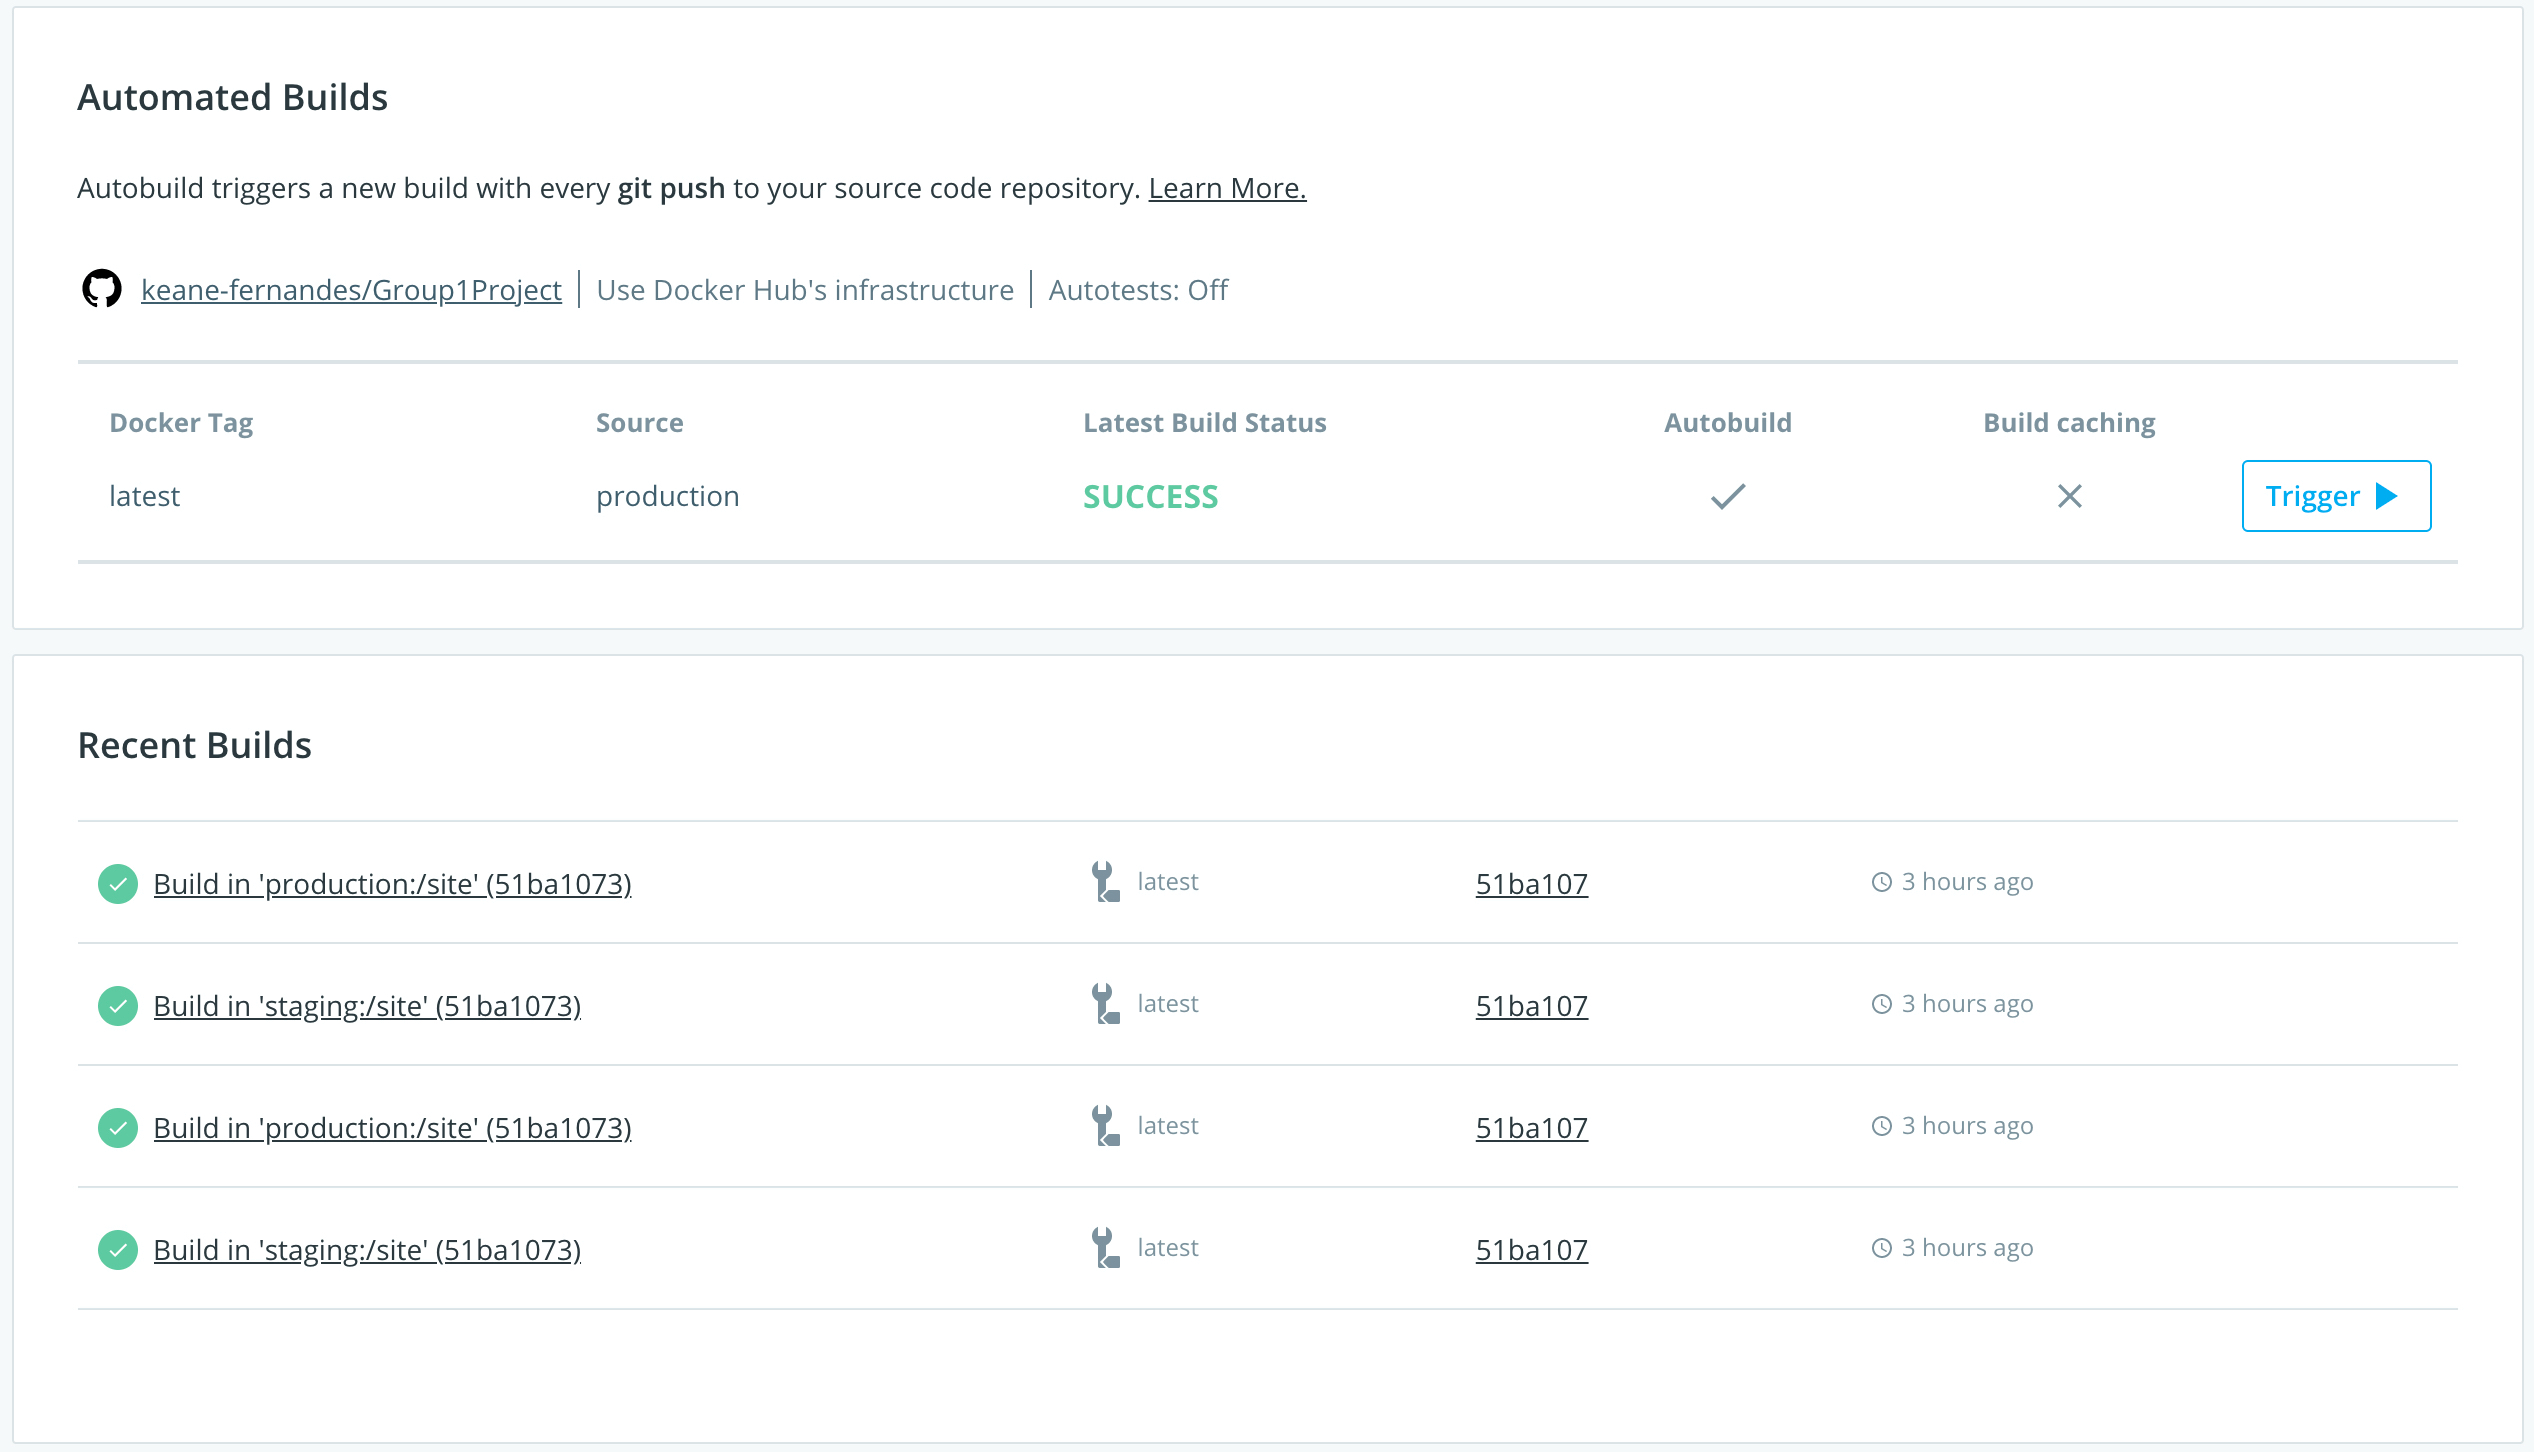 Automated Builds
Autobuild triggers a new build with every git push to your source code repository. Learn More.
keane-fernandes/Group1Project Use Docker Hub's infrastructure Autotests: Off
Docker Tag Source Latest Build Status Autobuild Build caching
latest production SUCCESS Trigger
Recent Builds
Build in 'production:/site' (51ba1073) latest 51ba107 3 hours ago
Build in 'staging:/site' (51ba1073) latest 51ba107 3 hours ago
Build in 'production:/site' (51ba1073) latest 51ba107 3 hours ago
Build in 'staging:/site' (51ba1073) latest 51ba107 3 hours ago